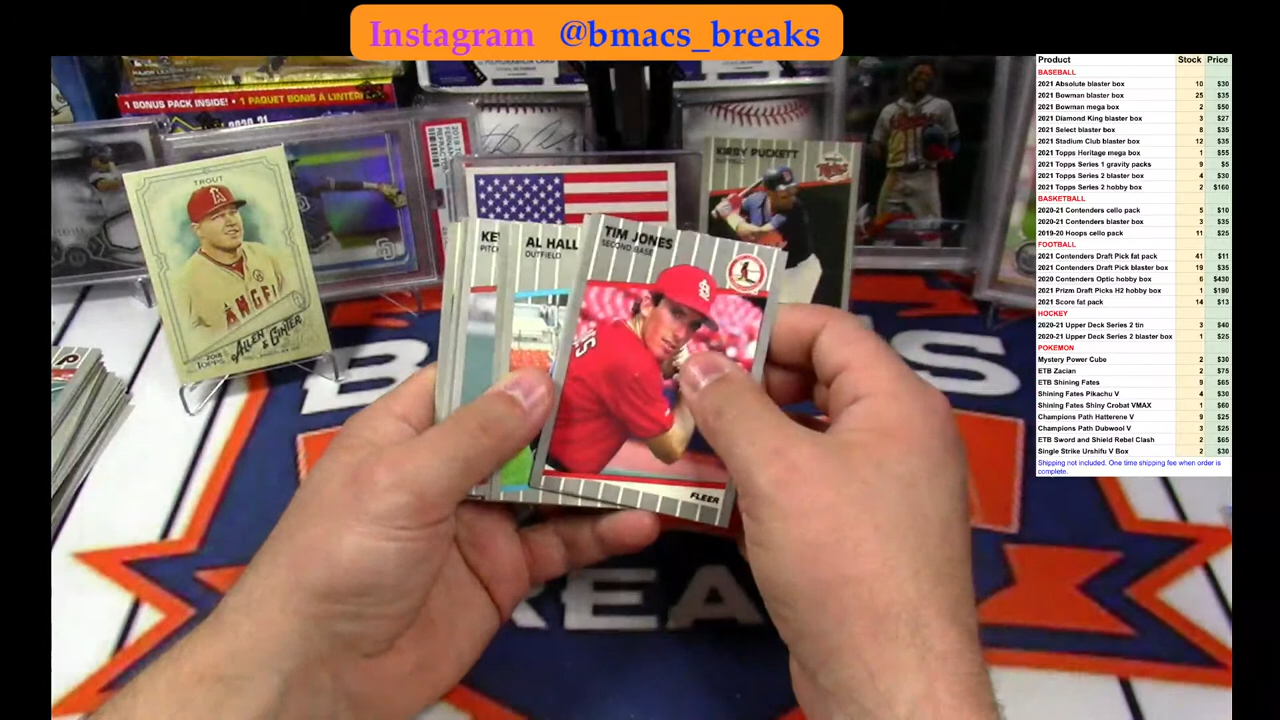 Instagram @bmacs_breaks
MAJOR LEAGUE
1 BONUS PACK INSIDE! • 1 PAQUET BONIS À L'INTÉRI
2020-21
TROUT
ANGE
2018
TOPPS
ALLEN & GINTER
KE
PITCH
AL HALL
OUTFIELD
TIM JONES
SECOND BASE
FLEER
KIRBY PUCKETT
Twins
BREA
Product Stock Price
BASEBALL
2021 Absolute blaster box 10 $30
2021 Bowman blaster box 25 $35
2021 Bowman mega box 2 $50
2021 Diamond King blaster box 3 $27
2021 Select blaster box 8 $35
2021 Stadium Club blaster box 12 $35
2021 Topps Heritage mega box 1 $55
2021 Topps Series 1 gravity packs 9 $5
2021 Topps Series 2 blaster box 4 $30
2021 Topps Series 2 hobby box 2 $160
BASKETBALL
2020-21 Contenders cello pack 5 $10
2020-21 Contenders blaster box 3 $35
2019-20 Hoops cello pack 11 $25
FOOTBALL
2021 Contenders Draft Pick fat pack 41 $11
2021 Contenders Draft Pick blaster box 19 $35
2020 Contenders Optic hobby box 6 $430
2021 Prizm Draft Picks H2 hobby box 1 $190
2021 Score fat pack 14 $13
HOCKEY
2020-21 Upper Deck Series 2 tin 3 $40
2020-21 Upper Deck Series 2 blaster box 1 $25
POKEMON
Mystery Power Cube 2 $30
ETB Zacian 2 $75
ETB Shining Fates 9 $65
Shining Fates Pikachu V 4 $30
Shining Fates Shiny Crobat VMAX 1 $60
Champions Path Hatterene V 9 $25
Champions Path Dubwool V 3 $25
ETB Sword and Shield Rebel Clash 2 $65
Single Strike Urshifu V Box 2 $30
Shipping not included. One time shipping fee when order is
complete.